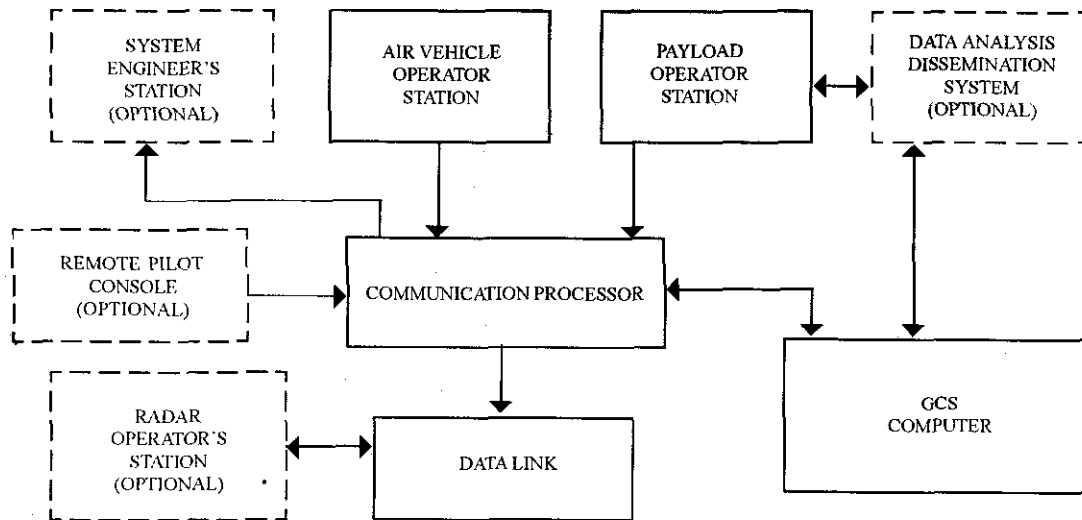 SYSTEM
ENGINEER'S
STATION
(OPTIONAL)
AIR VEHICLE
OPERATOR
STATION
PAYLOAD
OPERATOR
STATION
DATA ANALYSIS
DISSEMINATION
SYSTEM
(OPTIONAL)
REMOTE PILOT
CONSOLE
(OPTIONAL)
COMMUNICATION PROCESSOR
RADAR
OPERATOR'S
STATION
(OPTIONAL)
DATA LINK
GCS
COMPUTER